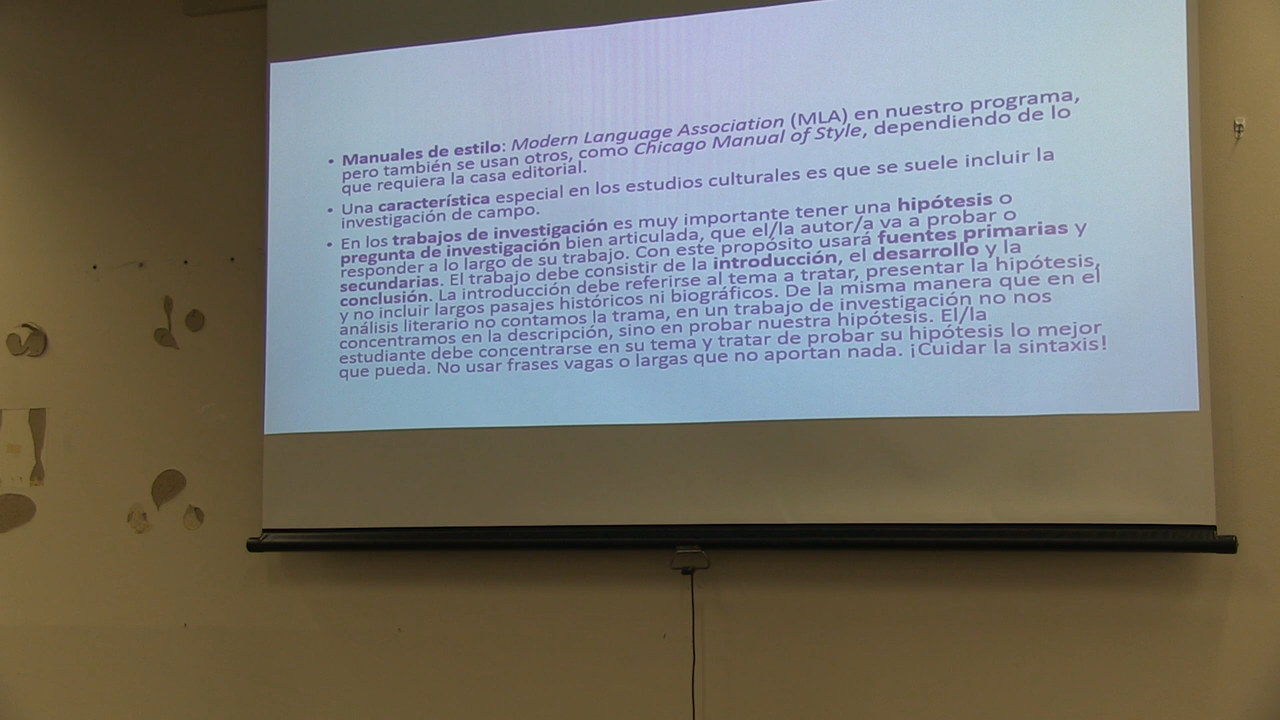 • Manuales de estilo: Modern Language Association (MLA) en nuestro programa,
pero también se usan otros, como Chicago Manual of Style, dependiendo de lo
que requiera la casa editorial.
• Una característica especial en los estudios culturales es que se suele incluir la
investigación de campo.
• En los trabajos de investigación es muy importante tener una hipótesis o
pregunta de investigación bien articulada, que el/la autor/a va a probar o
responder a lo largo de su trabajo. Con este propósito usará fuentes primarias y
secundarias. El trabajo debe consistir de la introducción, el desarrollo y la
conclusión. La introducción debe referirse al tema a tratar, presentar la hipótesis,
y no incluir largos pasajes históricos ni biográficos. De la misma manera que en el
análisis literario no contamos la trama, en un trabajo de investigación no nos
concentramos en la descripción, sino en probar nuestra hipótesis. El/la
estudiante debe concentrarse en su tema y tratar de probar su hipótesis lo mejor
que pueda. No usar frases vagas o largas que no aportan nada. ¡Cuidar la sintaxis!